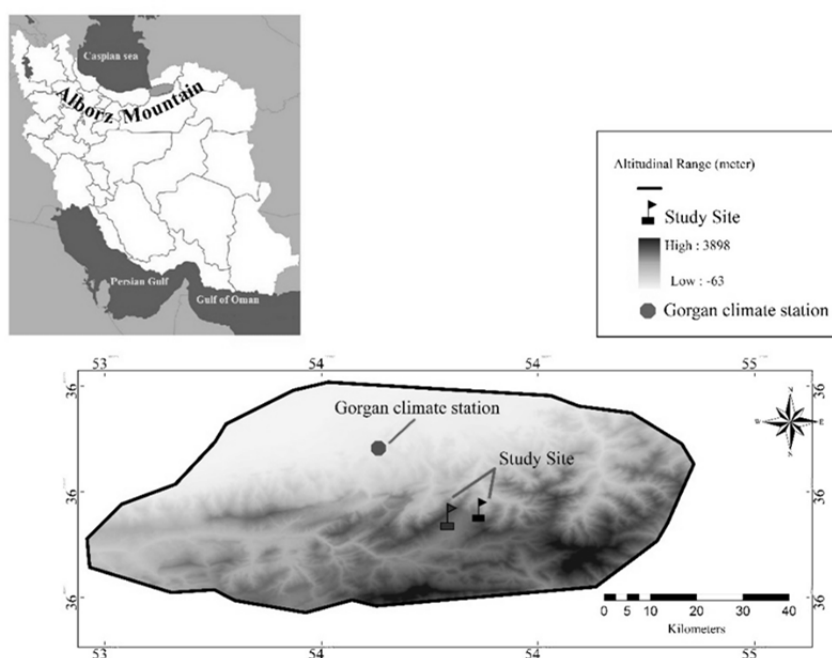 Caspian sea
Alborz Mountain
Persian Gulf
Gulf of Oman
Altitudinal Range (meter)
Study Site
High : 3898
Low : -63
Gorgan climate station
53 54 54 55
36
36
36
Gorgan climate station
Study Site
N
W E
S
36
36
36
0 5 10 20 30 40
Kilometers
53 54 54 55